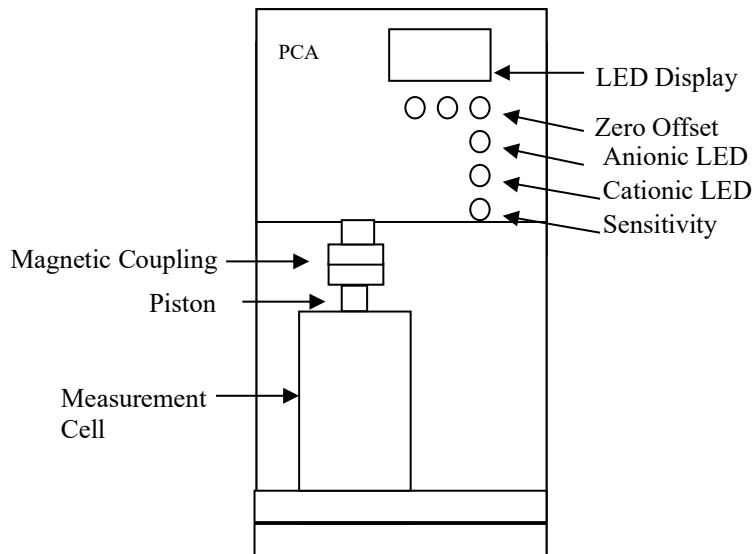 PCA
LED Display
Zero Offset
Anionic LED
Cationic LED
Sensitivity
Magnetic Coupling
Piston
Measurement
Cell